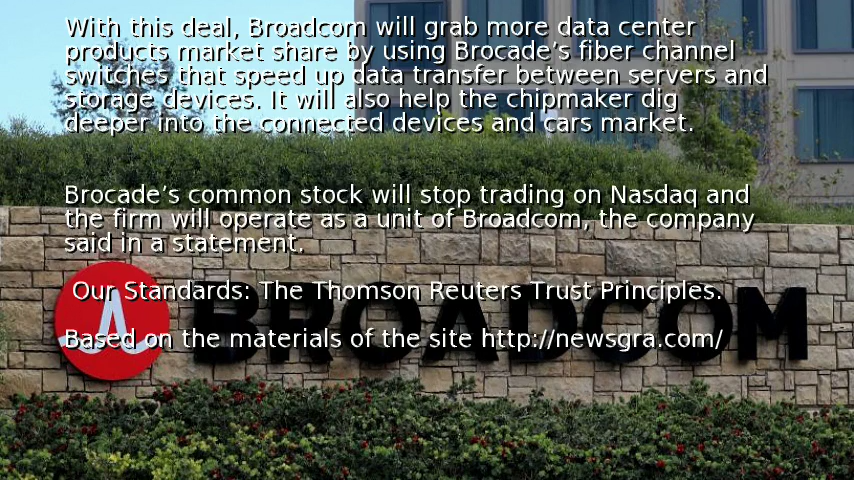 With this deal, Broadcom will grab more data center
products market share by using Brocade’s fiber channel
switches that speed up data transfer between servers and
storage devices. It will also help the chipmaker dig
deeper into the connected devices and cars market.
Brocade’s common stock will stop trading on Nasdaq and
the firm will operate as a unit of Broadcom, the company
said in a statement.
Our Standards: The Thomson Reuters Trust Principles.
BROADCOM
Based on the materials of the site http://newsgra.com/